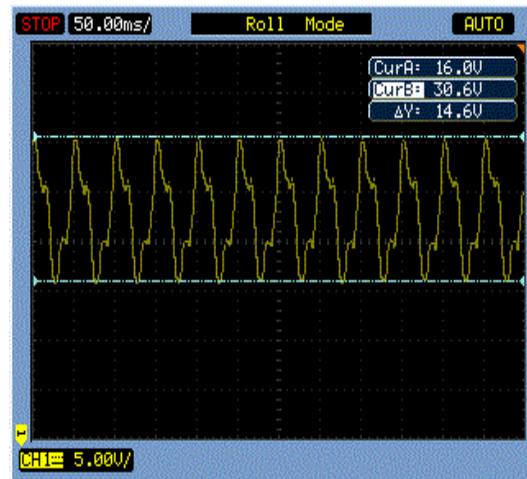 STOP 50.00ms/ Roll Mode AUTO
CurA= 16.0V
CurB= 30.6V
ΔY= 14.6V
CH1 5.00V/